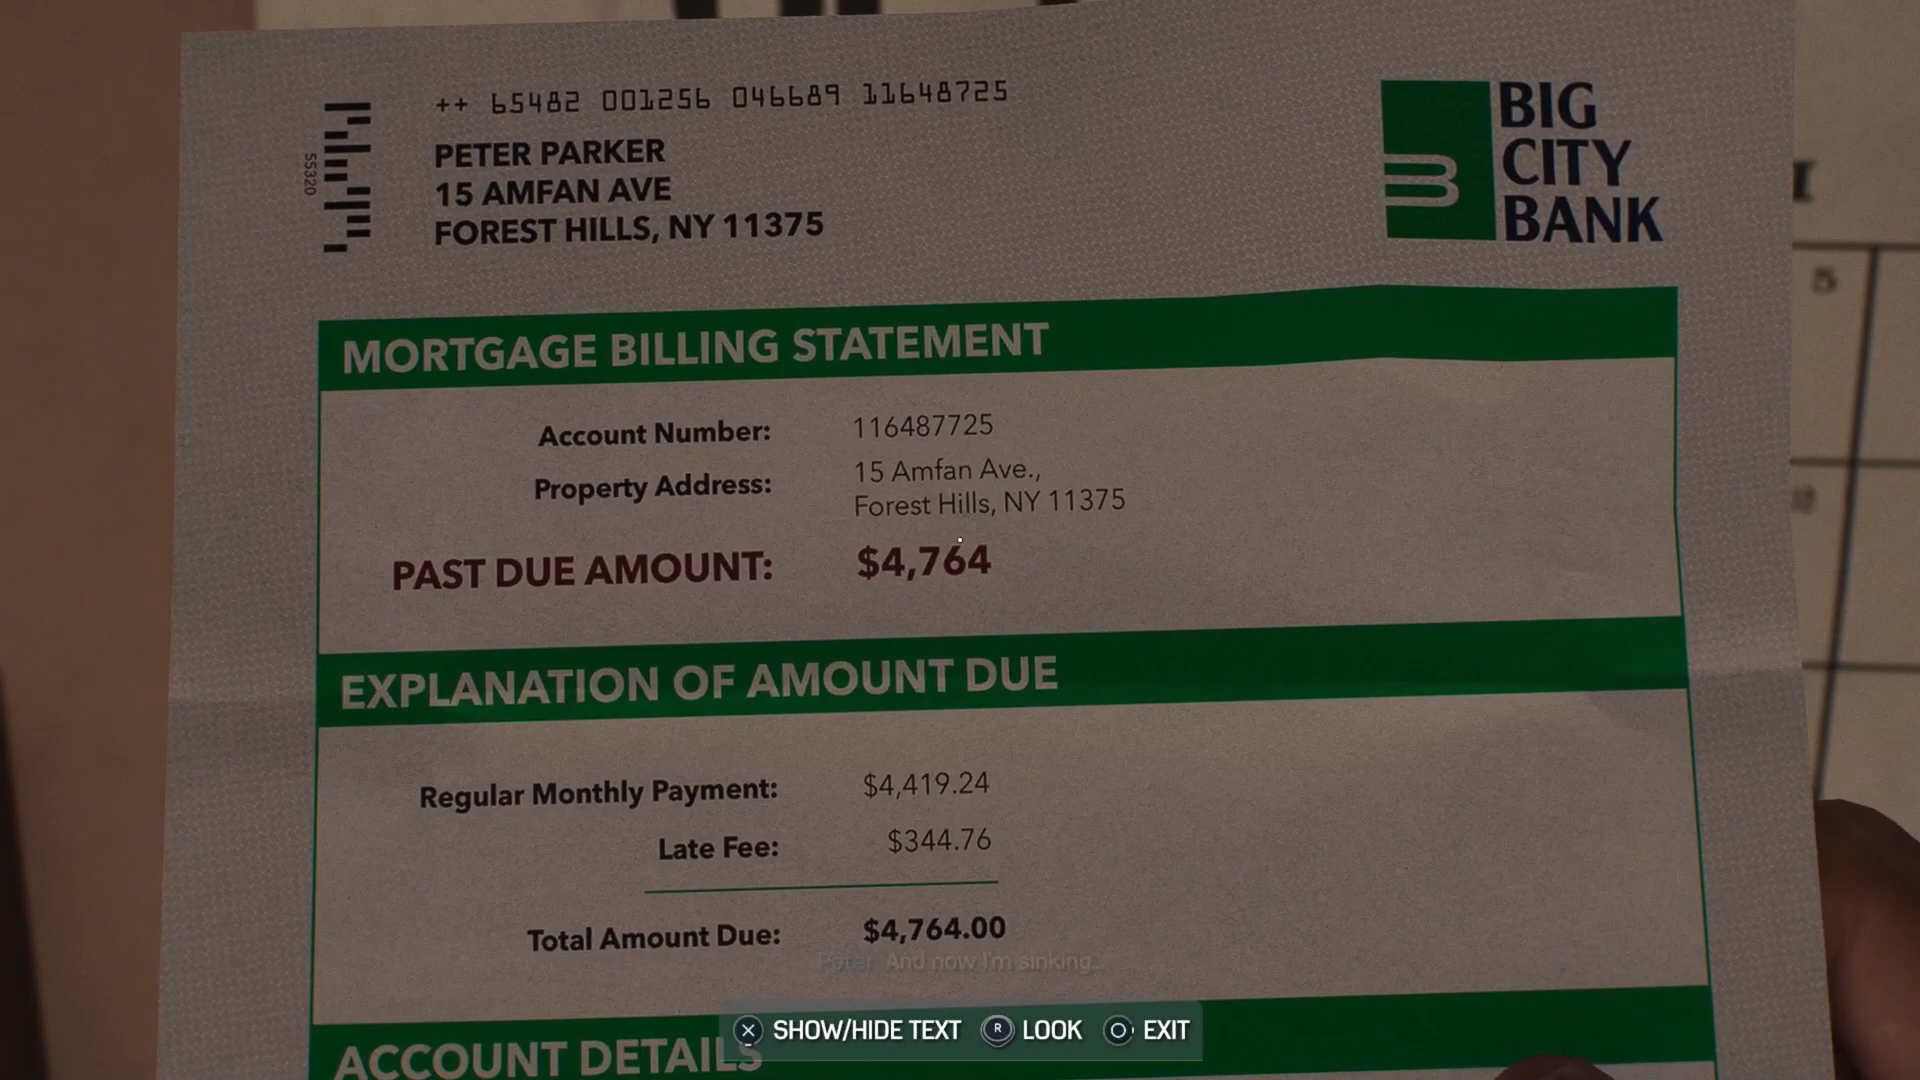 ++ 65482 001256 046689 11648725
PETER PARKER
15 AMFAN AVE
FOREST HILLS, NY 11375
55320
BIG
CITY
BANK
MORTGAGE BILLING STATEMENT
Account Number: 116487725
Property Address: 15 Amfan Ave.,
Forest Hills, NY 11375
PAST DUE AMOUNT: $4,764
EXPLANATION OF AMOUNT DUE
Regular Monthly Payment: $4,419.24
Late Fee: $344.76
Total Amount Due: $4,764.00
Peter: And now I'm sinking...
ACCOUNT DETAILS
SHOW/HIDE TEXT R LOOK EXIT
5